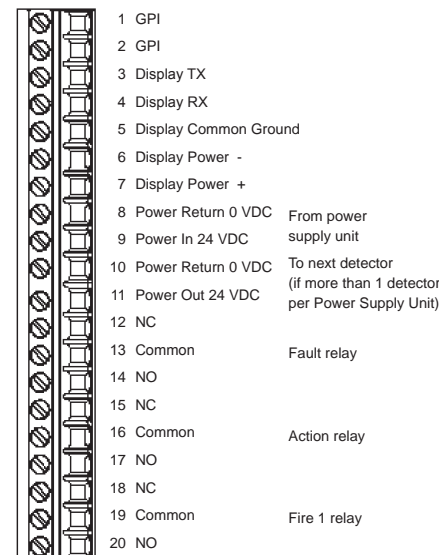 1 GPI
2 GPI
3 Display TX
4 Display RX
5 Display Common Ground
6 Display Power -
7 Display Power +
8 Power Return 0 VDC
9 Power In 24 VDC
From power
supply unit
10 Power Return 0 VDC
11 Power Out 24 VDC
To next detector
(if more than 1 detector
per Power Supply Unit)
12 NC
13 Common
14 NO
Fault relay
15 NC
16 Common
17 NO
Action relay
18 NC
19 Common
20 NO
Fire 1 relay